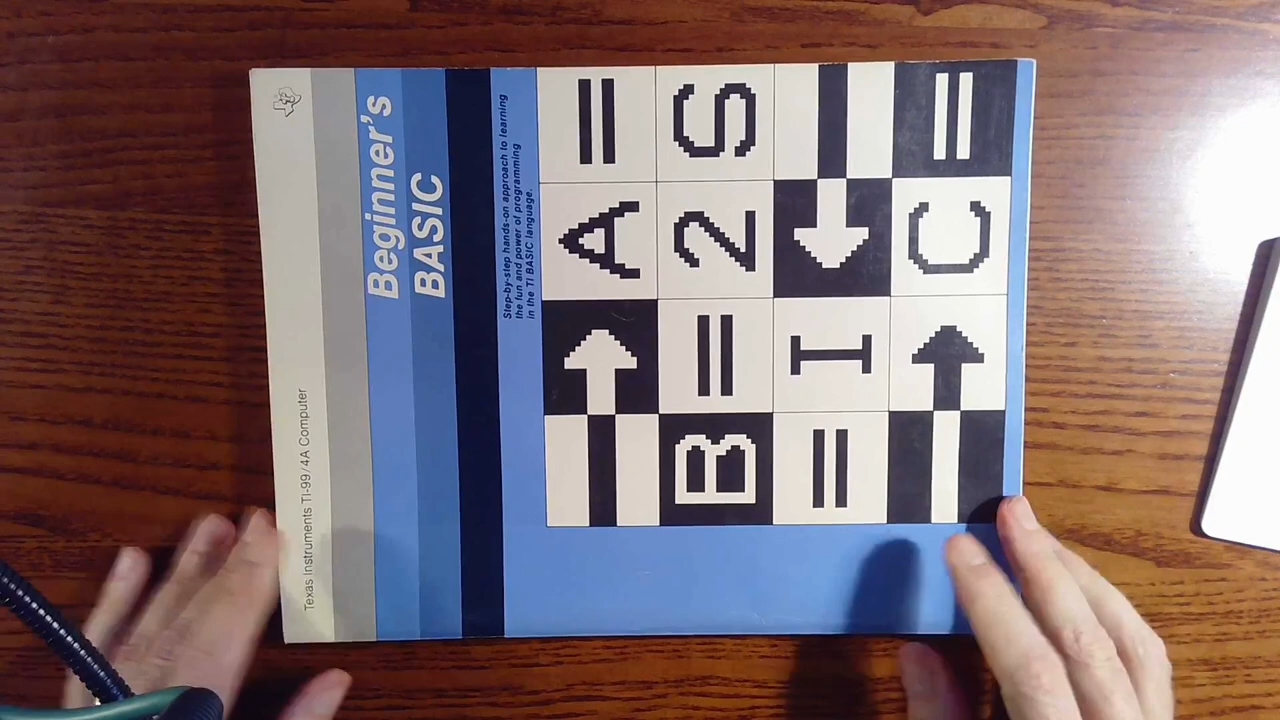 Texas Instruments TI-99/4A Computer
Beginner's
BASIC
Step-by-step hands-on approach to learning
the fun and power of programming
in the TI BASIC language.
→ A =
B = 2 S
= I ←
→ C =